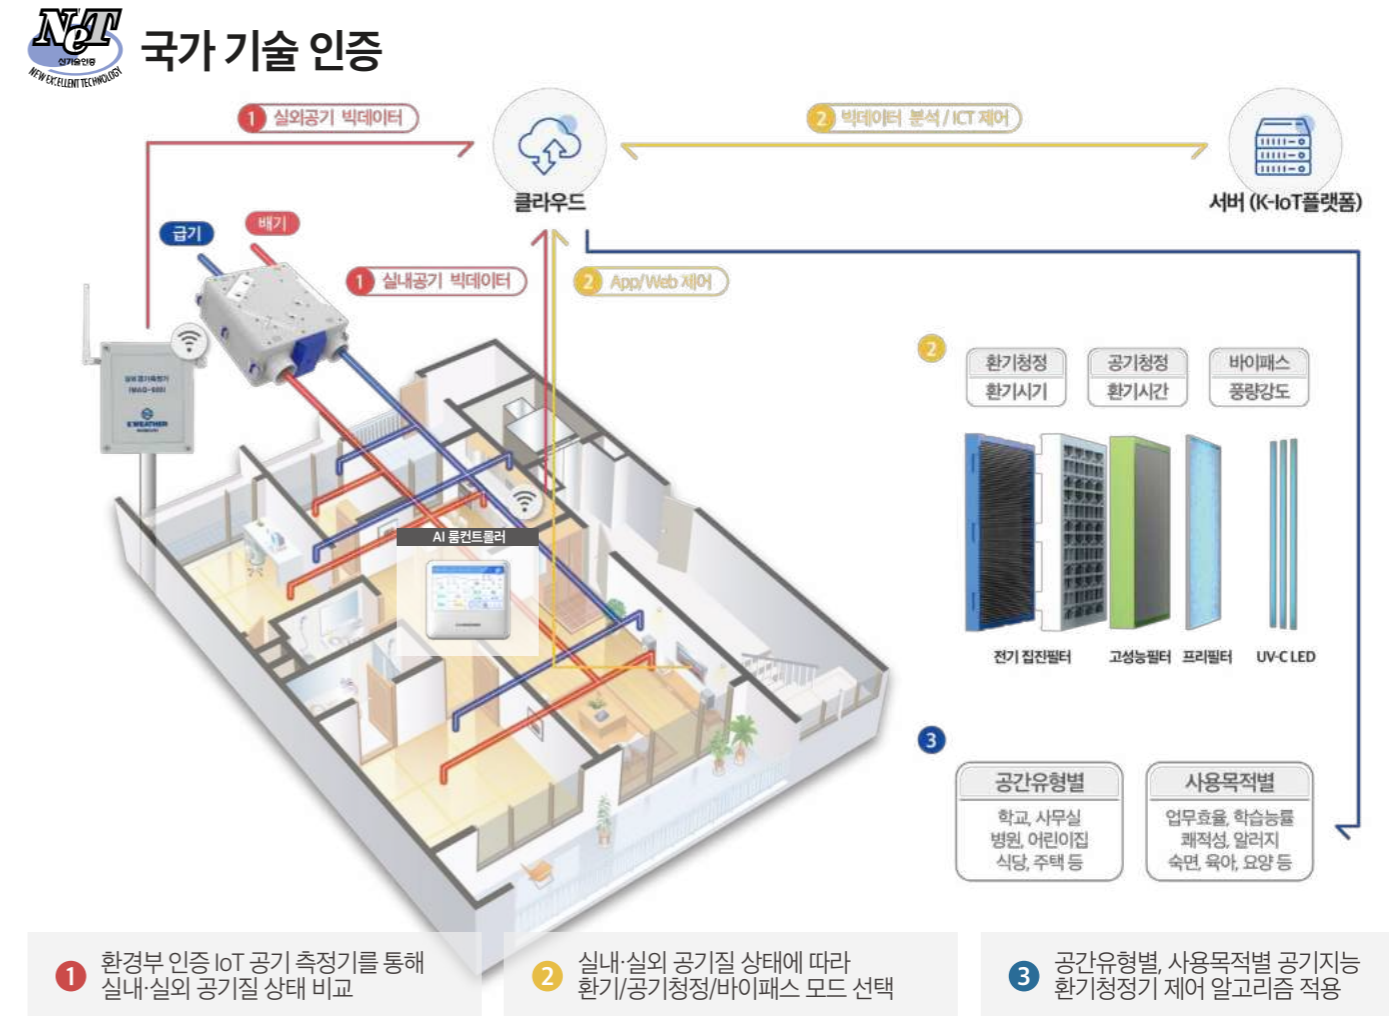 NeT
신기술인증
NEW EXCELLENT TECHNOLOGY
국가 기술 인증
1 실외공기 빅데이터
2 빅데이터 분석 / ICT 제어
클라우드
서버 (K-IoT플랫폼)
급기
배기
1 실내공기 빅데이터
2 App/Web 제어
실외공기측정기
K WEATHER
AI 룸컨트롤러
2
환기청정
환기시기
공기청정
환기시간
바이패스
풍량강도
전기 집진필터
고성능필터
프리필터
UV-C LED
3
공간유형별
학교, 사무실
병원, 어린이집
식당, 주택 등
사용목적별
업무효율, 학습능률
쾌적성, 알러지
숙면, 육아, 요양 등
1 환경부 인증 IoT 공기 측정기를 통해
실내·실외 공기질 상태 비교
2 실내·실외 공기질 상태에 따라
환기/공기청정/바이패스 모드 선택
3 공간유형별, 사용목적별 공기지능
환기청정기 제어 알고리즘 적용